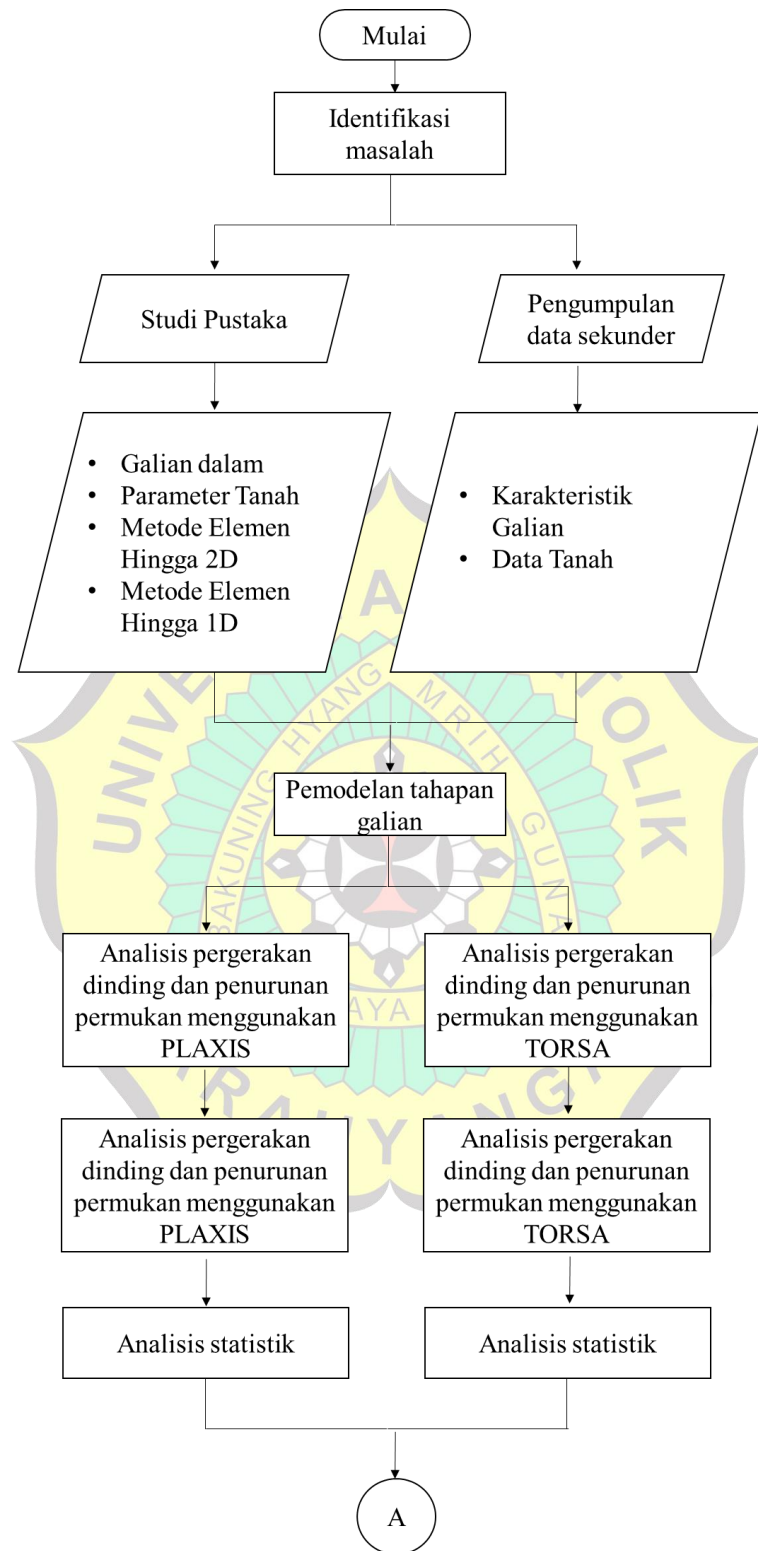 Mulai
Identifikasi
masalah
Studi Pustaka
Pengumpulan
data sekunder
• Galian dalam
• Parameter Tanah
• Metode Elemen
Hingga 2D
• Metode Elemen
Hingga 1D
• Karakteristik
Galian
• Data Tanah
Pemodelan tahapan
galian
Analisis pergerakan
dinding dan penurunan
permukan menggunakan
PLAXIS
Analisis pergerakan
dinding dan penurunan
permukan menggunakan
TORSA
Analisis pergerakan
dinding dan penurunan
permukan menggunakan
PLAXIS
Analisis pergerakan
dinding dan penurunan
permukan menggunakan
TORSA
Analisis statistik
Analisis statistik
A